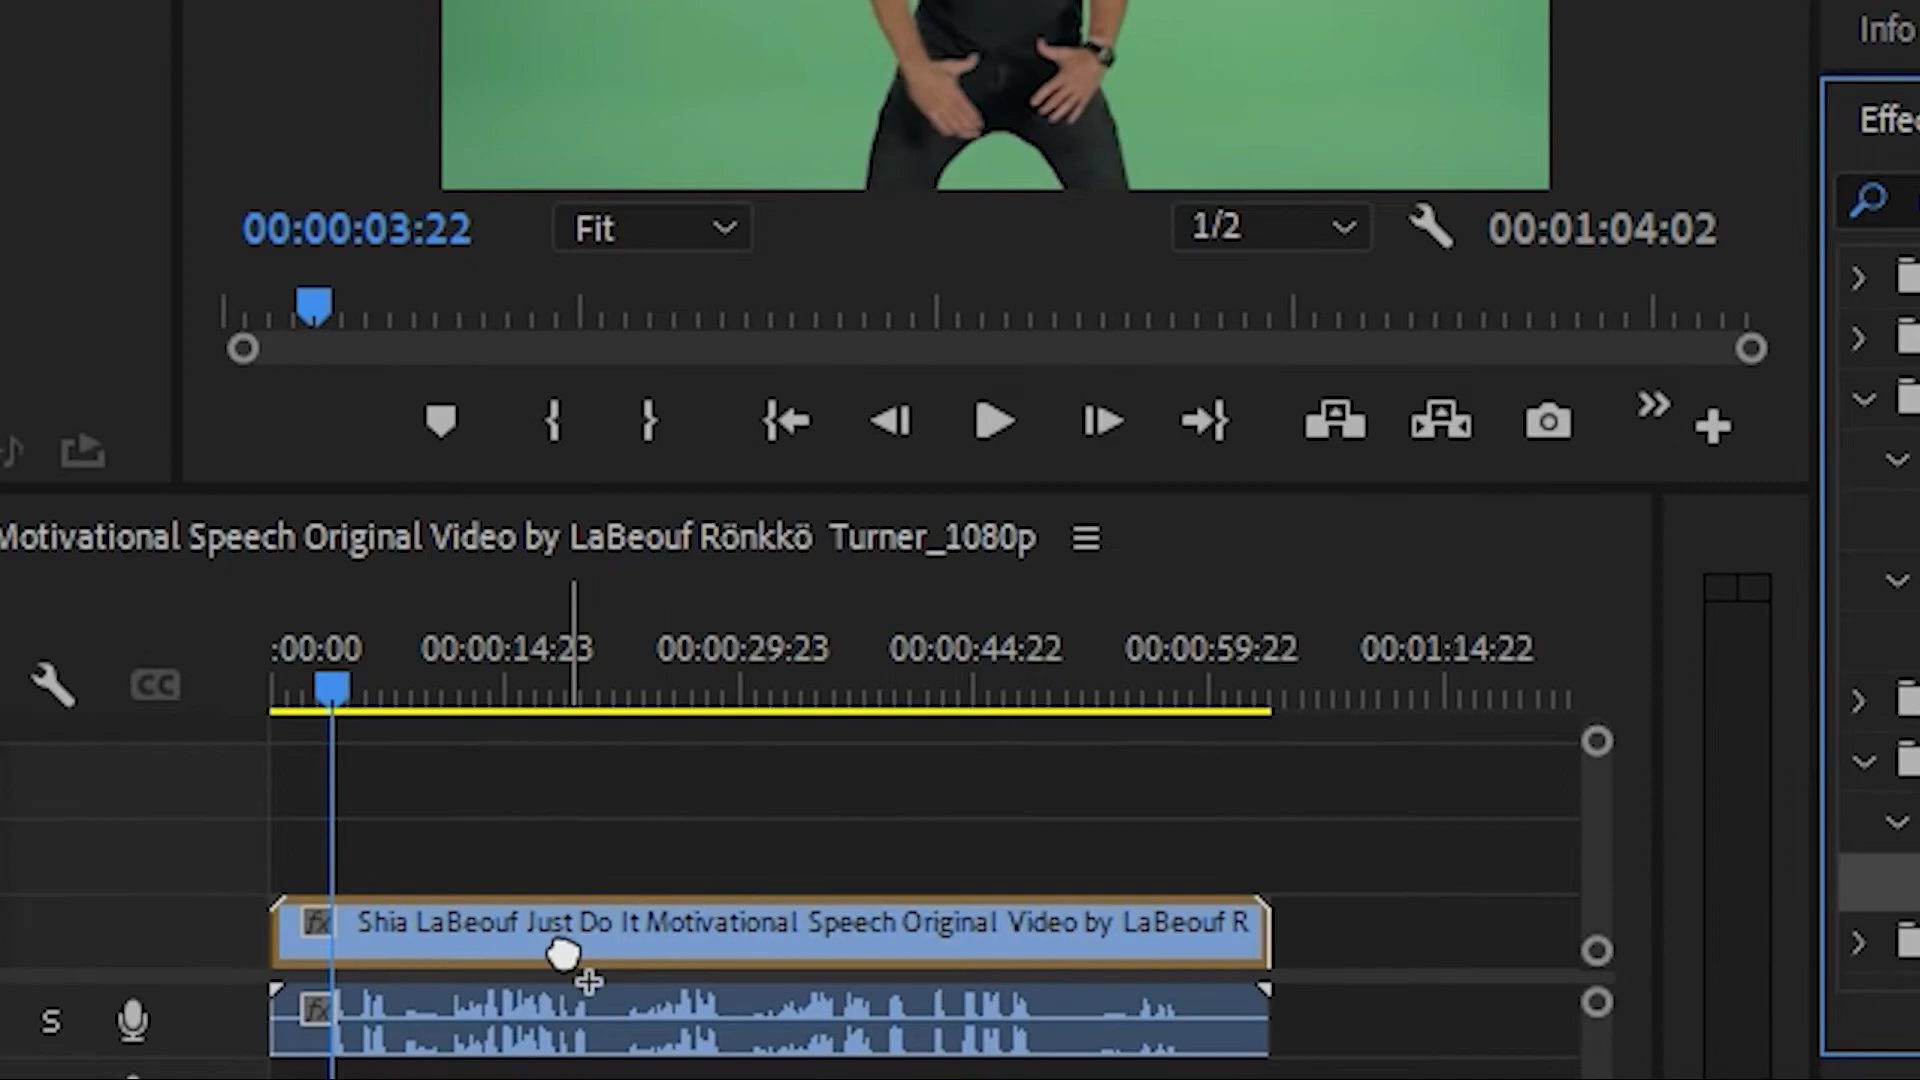 Info
Effec
00:00:03:22
Fit
1/2
00:01:04:02
Motivational Speech Original Video by LaBeouf Rönkkö Turner_1080p
:00:00 00:00:14:23 00:00:29:23 00:00:44:22 00:00:59:22 00:01:14:22
CC
fx Shia LaBeouf Just Do It Motivational Speech Original Video by LaBeouf R
fx
S